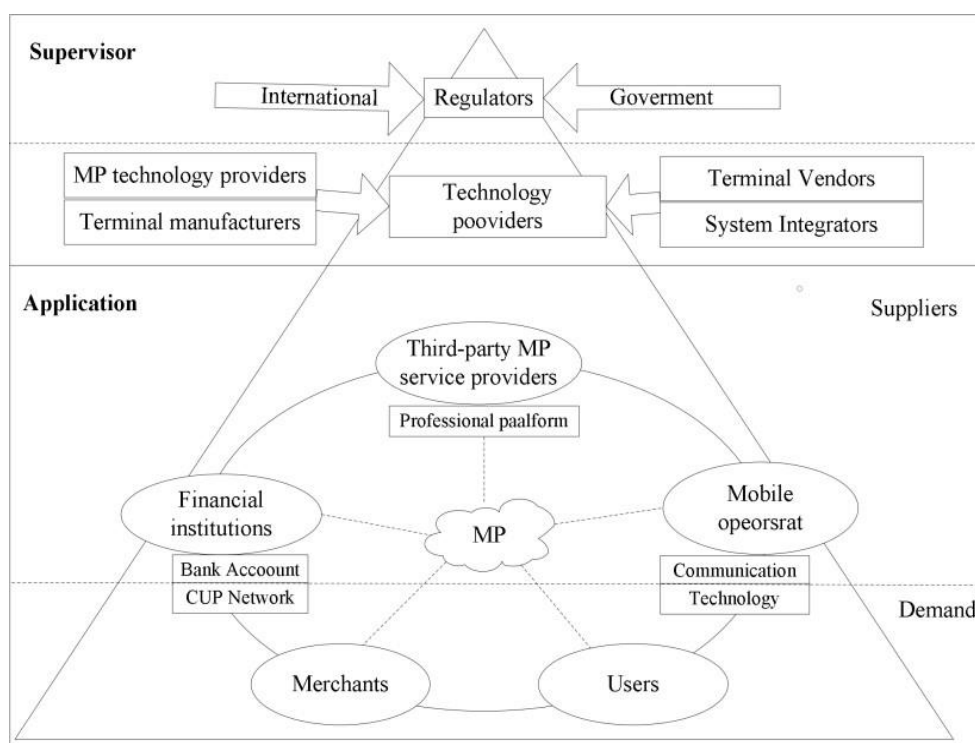 Supervisor
International
Regulators
Goverment
MP technology providers
Terminal manufacturers
Technology
pooviders
Terminal Vendors
System Integrators
Application
Suppliers
Third-party MP
service providers
Professional paalform
Financial
institutions
MP
Mobile
opeorsrat
Bank Accoount
CUP Network
Communication
Technology
Demand
Merchants
Users